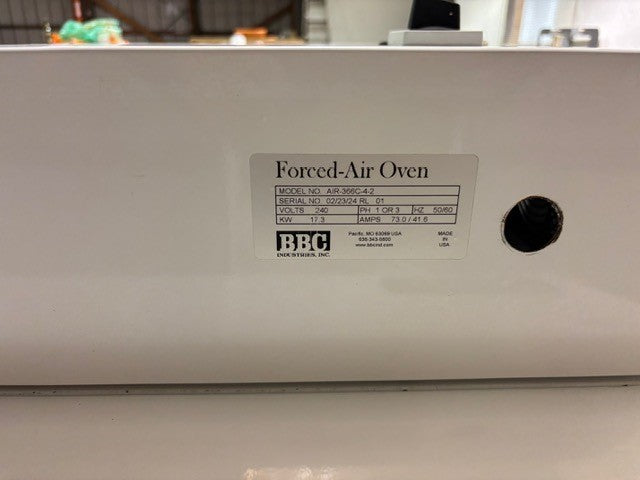 Forced-Air Oven
MODEL NO. AIR-366C-4-2
SERIAL NO. 02/23/24 RL 01
VOLTS 240 PH 1 OR 3 HZ 50/60
KW 17.3 AMPS 73.0 / 41.6
BBC
INDUSTRIES, INC.
Pacific, MO 63069 USA
636-343-5600
www.bbcind.com
MADE
IN
USA